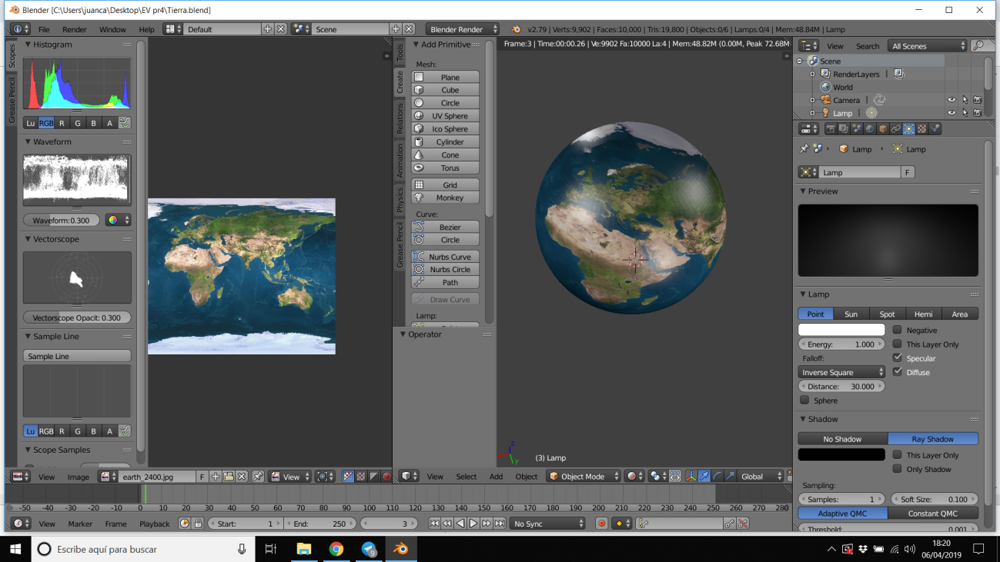 Blender [C:\Users\juanca\Desktop\EV pr4\Tierra.blend]
File Render Window Help Default Scene Blender Render v2.79 | Verts:9,902 | Faces:10,000 | Tris:19,800 | Objects:0/6 | Lamps:0/4 | Mem:48.84M | Lamp
Scopes
Grease Pencil
Histogram
Lu RGB R G B A
Waveform
Waveform:0.300
Vectorscope
Vectorscope Opacit: 0.300
Sample Line
Sample Line
Lu RGB R G B A
Scope Samples
View Image earth_2400.jpg F View
Tools
Create
Relations
Animation
Physics
Grease Pencil
Add Primitive
Mesh:
Plane
Cube
Circle
UV Sphere
Ico Sphere
Cylinder
Cone
Torus
Grid
Monkey
Curve:
Bezier
Circle
Nurbs Curve
Nurbs Circle
Path
Draw Curve
Lamp:
Operator
Frame:3 | Time:00:00.26 | Ve:9902 Fa:10000 La:4 | Mem:48.82M (0.00M, Peak 72.68M
z
y
(3) Lamp
View Select Add Object Object Mode Global
View Search All Scenes
Scene
RenderLayers
World
Camera
Lamp
Lamp Lamp
Lamp F
Preview
Lamp
Point Sun Spot Hemi Area
Negative
Energy: 1.000 This Layer Only
Falloff: Specular
Inverse Square Diffuse
Distance: 30.000
Sphere
Shadow
No Shadow Ray Shadow
This Layer Only
Only Shadow
Sampling:
Samples: 1 Soft Size: 0.100
Adaptive QMC Constant QMC
Threshold: 0.001
-50 -40 -30 -20 -10 0 10 20 30 40 50 60 70 80 90 100 110 120 130 140 150 160 170 180 190 200 210 220 230 240 250 260 270 280
View Marker Frame Playback Start: 1 End: 250 3 No Sync
Escribe aquí para buscar
9
18:20
06/04/2019